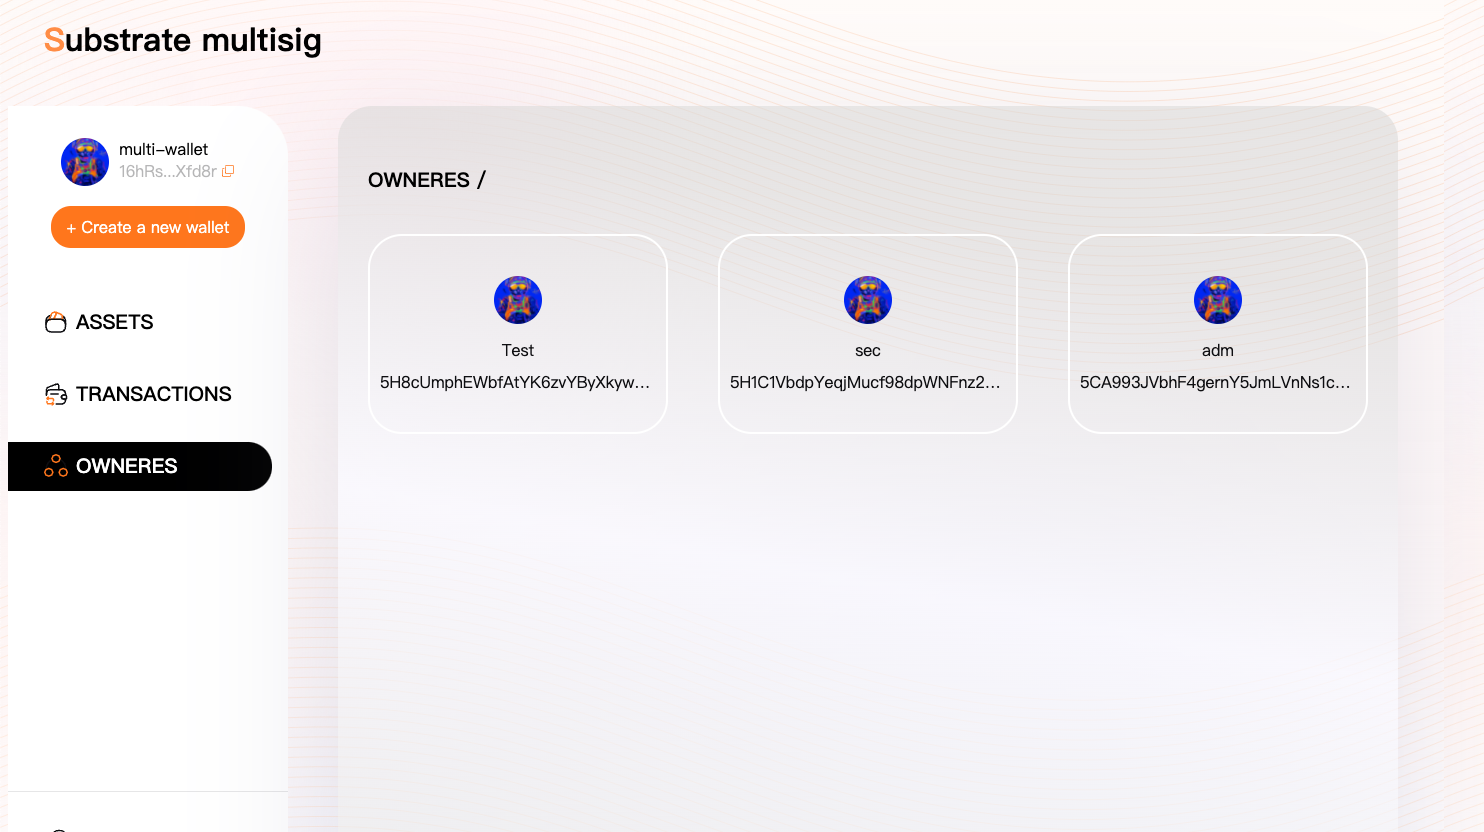 Substrate multisig
multi-wallet
16hRs...Xfd8r
+ Create a new wallet
ASSETS
TRANSACTIONS
OWNERES
OWNERES /
Test
5H8cUmphEWbfAtYK6zvYByXkyw...
sec
5H1C1VbdpYeqjMucf98dpWNFnz2...
adm
5CA993JVbhF4gernY5JmLVnNs1c...